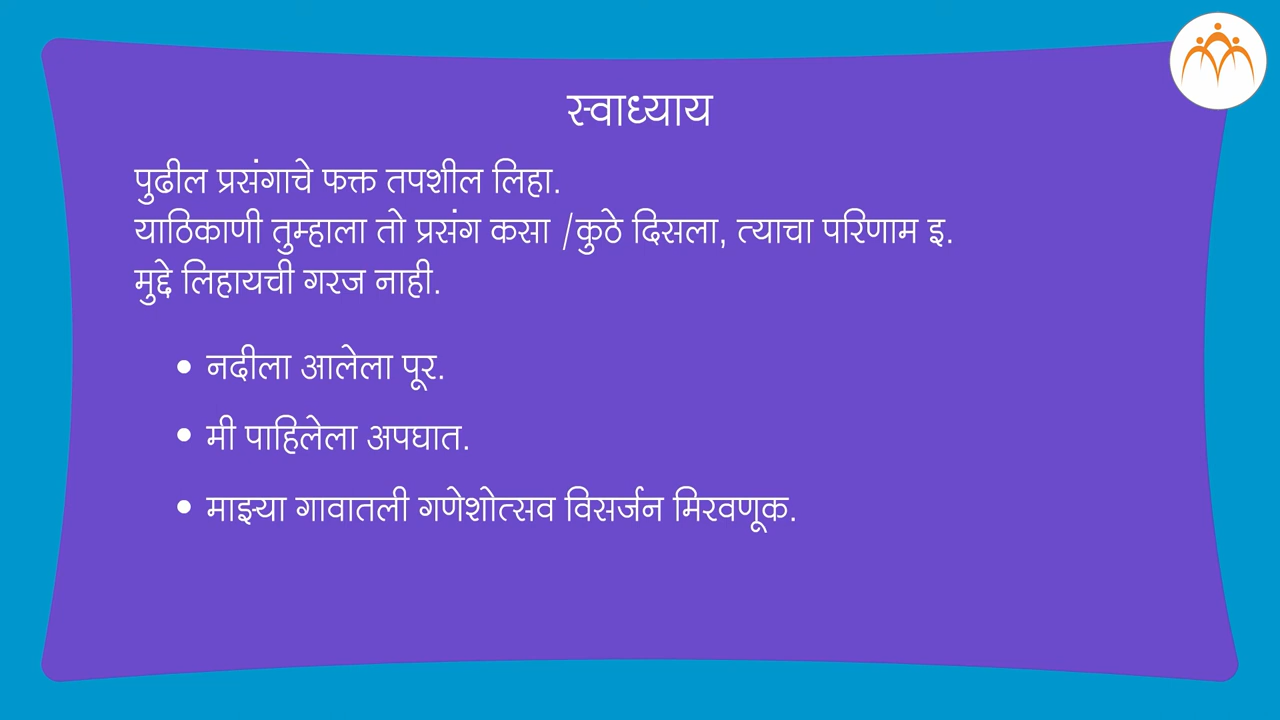 स्वाध्याय
पुढील प्रसंगाचे फक्त तपशील लिहा.
याठिकाणी तुम्हाला तो प्रसंग कसा /कुठे दिसला, त्याचा परिणाम इ.
मुद्दे लिहायची गरज नाही.
• नदीला आलेला पूर.
• मी पाहिलेला अपघात.
• माझ्या गावातली गणेशोत्सव विसर्जन मिरवणूक.